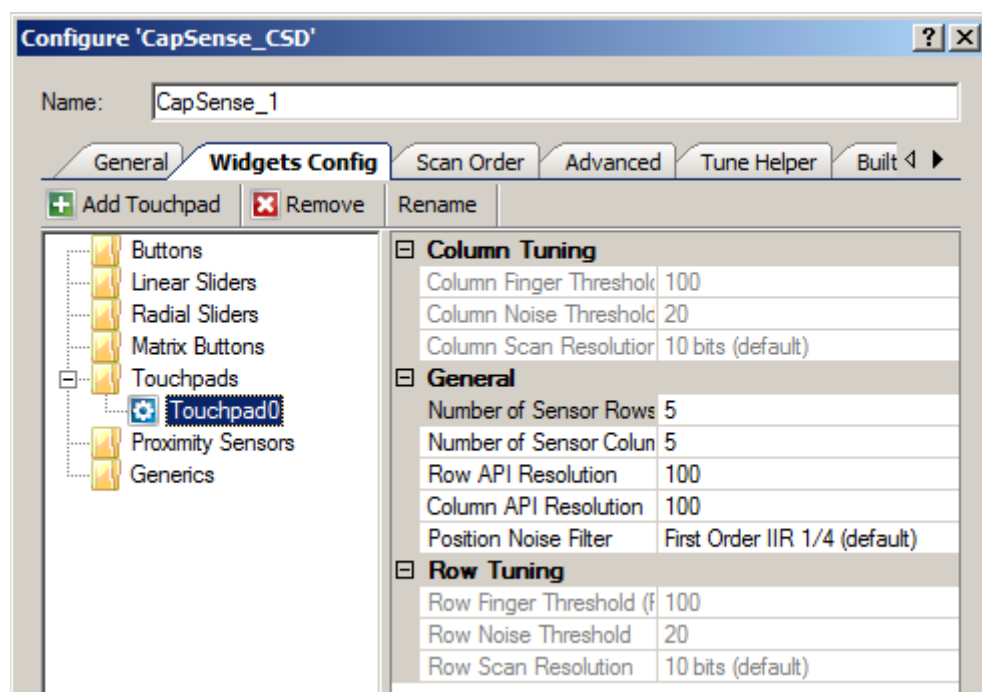 Configure 'CapSense_CSD'
Name: CapSense_1
General Widgets Config Scan Order Advanced Tune Helper Built
Add Touchpad Remove Rename
Buttons
Linear Sliders
Radial Sliders
Matrix Buttons
Touchpads
Touchpad0
Proximity Sensors
Generics
Column Tuning
Column Finger Threshol 100
Column Noise Threshold 20
Column Scan Resolution 10 bits (default)
General
Number of Sensor Rows 5
Number of Sensor Colum 5
Row API Resolution 100
Column API Resolution 100
Position Noise Filter First Order IIR 1/4 (default)
Row Tuning
Row Finger Threshold (F 100
Row Noise Threshold 20
Row Scan Resolution 10 bits (default)